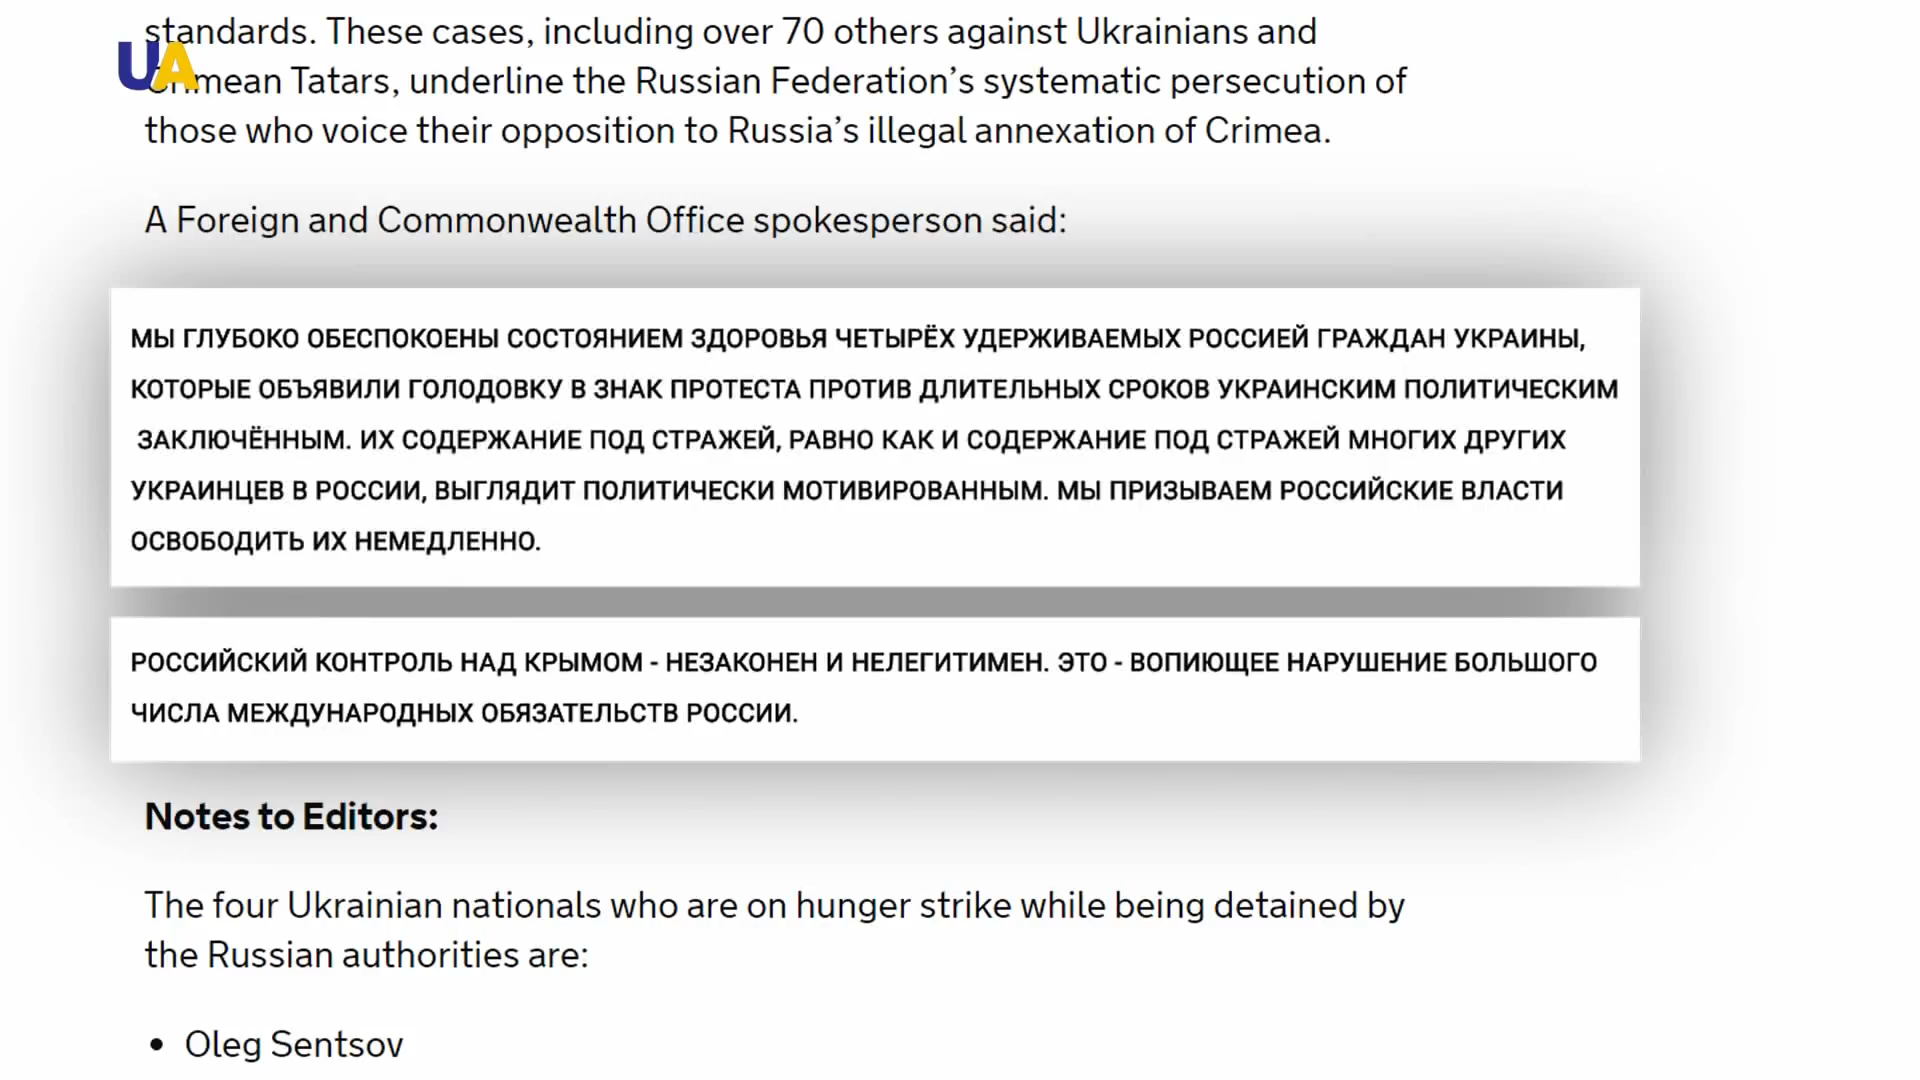 standards. These cases, including over 70 others against Ukrainians and
UA
Crimean Tatars, underline the Russian Federation’s systematic persecution of
those who voice their opposition to Russia’s illegal annexation of Crimea.
A Foreign and Commonwealth Office spokesperson said:
МЫ ГЛУБОКО ОБЕСПОКОЕНЫ СОСТОЯНИЕМ ЗДОРОВЬЯ ЧЕТЫРЁХ УДЕРЖИВАЕМЫХ РОССИЕЙ ГРАЖДАН УКРАИНЫ,
КОТОРЫЕ ОБЪЯВИЛИ ГОЛОДОВКУ В ЗНАК ПРОТЕСТА ПРОТИВ ДЛИТЕЛЬНЫХ СРОКОВ УКРАИНСКИМ ПОЛИТИЧЕСКИМ
ЗАКЛЮЧЁННЫМ. ИХ СОДЕРЖАНИЕ ПОД СТРАЖЕЙ, РАВНО КАК И СОДЕРЖАНИЕ ПОД СТРАЖЕЙ МНОГИХ ДРУГИХ
УКРАИНЦЕВ В РОССИИ, ВЫГЛЯДИТ ПОЛИТИЧЕСКИ МОТИВИРОВАННЫМ. МЫ ПРИЗЫВАЕМ РОССИЙСКИЕ ВЛАСТИ
ОСВОБОДИТЬ ИХ НЕМЕДЛЕННО.
РОССИЙСКИЙ КОНТРОЛЬ НАД КРЫМОМ - НЕЗАКОНЕН И НЕЛЕГИТИМЕН. ЭТО - ВОПИЮЩЕЕ НАРУШЕНИЕ БОЛЬШОГО
ЧИСЛА МЕЖДУНАРОДНЫХ ОБЯЗАТЕЛЬСТВ РОССИИ.
Notes to Editors:
The four Ukrainian nationals who are on hunger strike while being detained by
the Russian authorities are:
• Oleg Sentsov